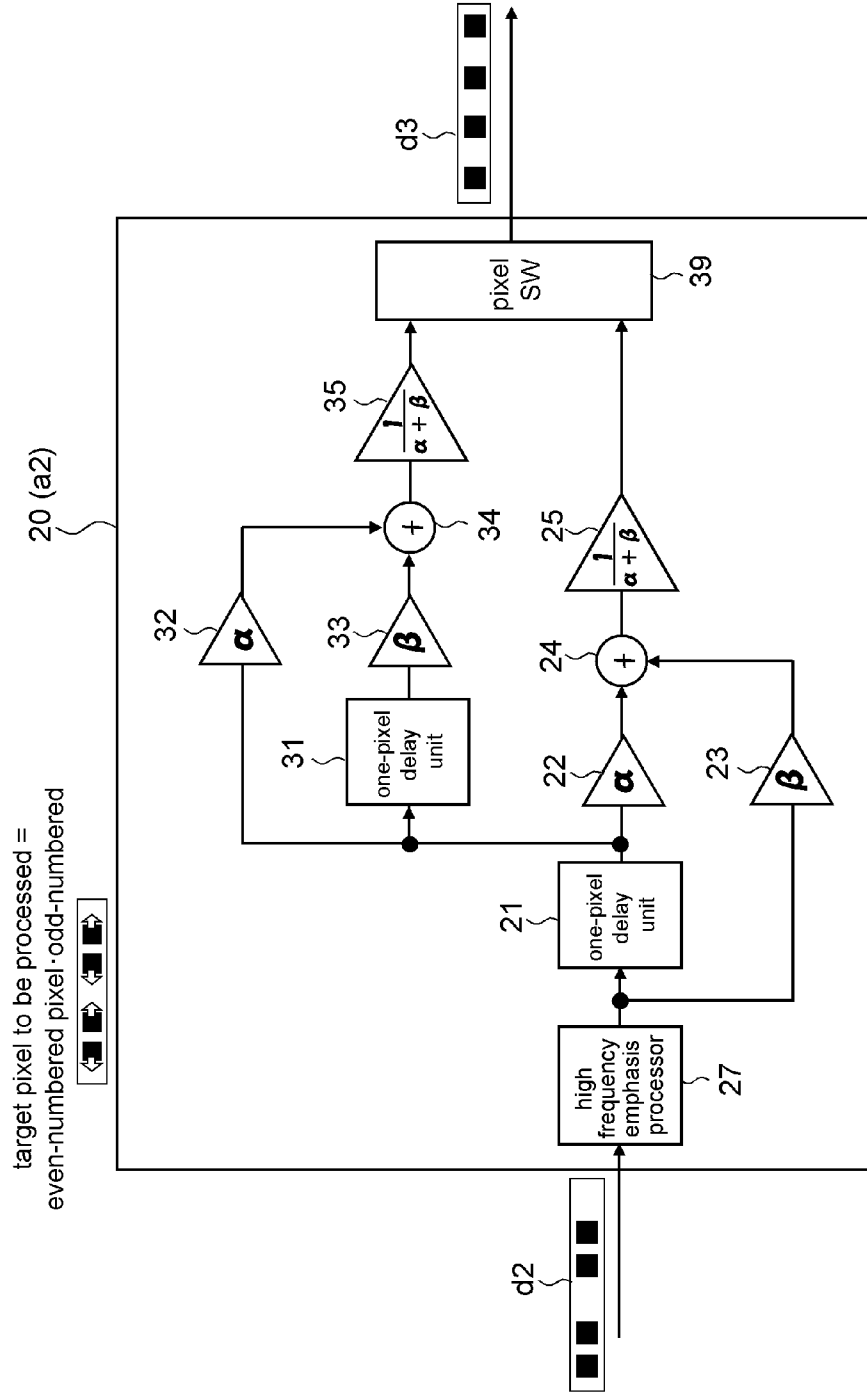 target pixel to be processed =
even-numbered pixel·odd-numbered
20 (a2)
d2
high
frequency
emphasis
processor
27
21
one-pixel
delay
unit
22
α
23
β
24
+
25
1
α + β
31
one-pixel
delay
unit
32
α
33
β
34
+
35
1
α + β
pixel
SW
39
d3